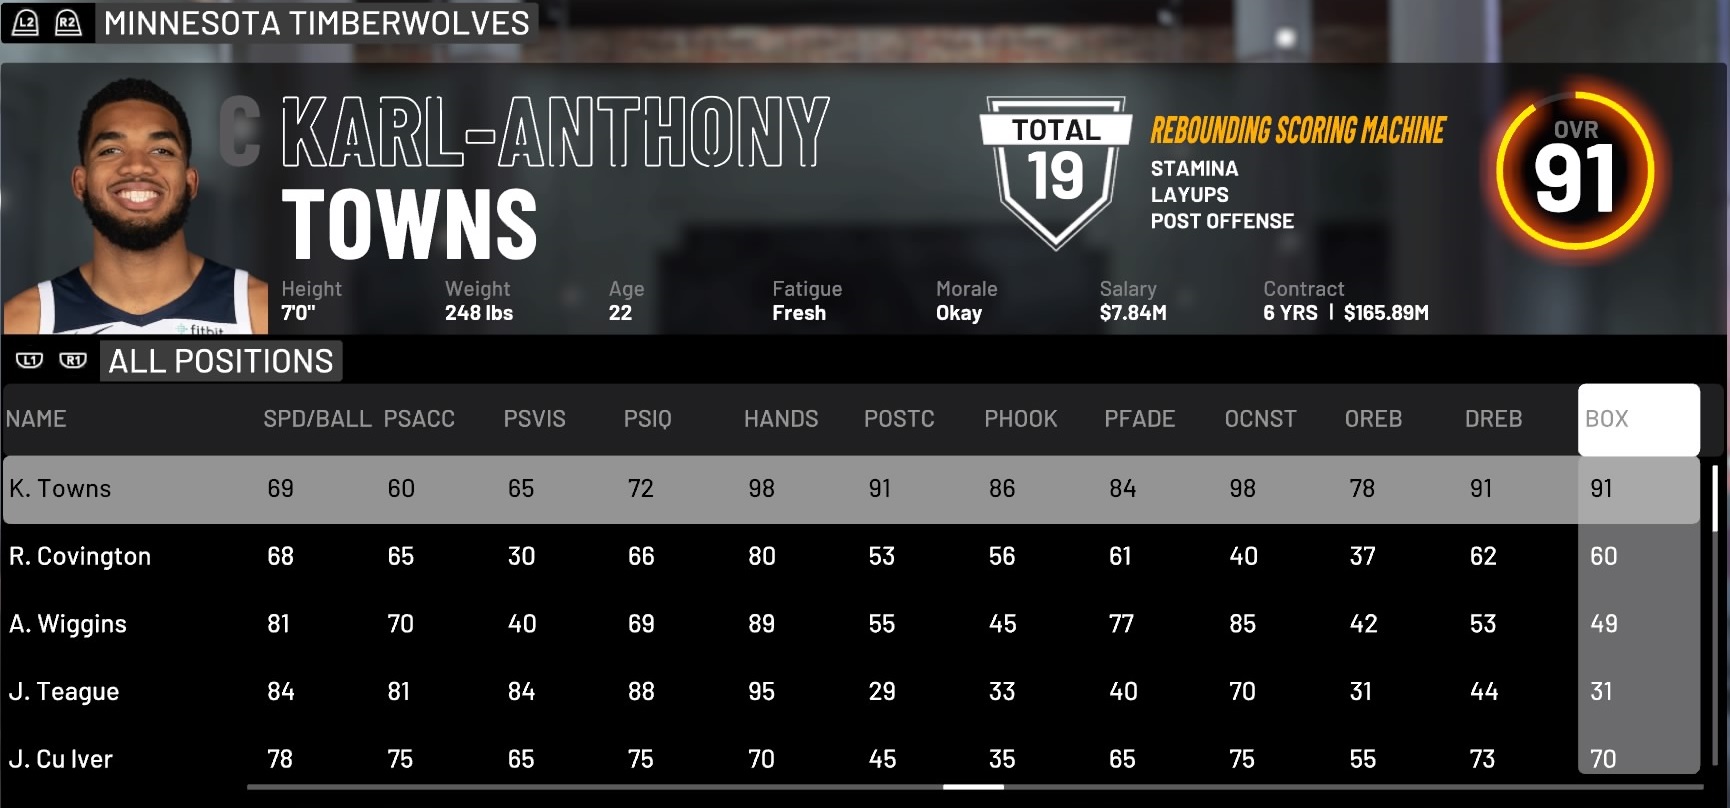 L2 R2 MINNESOTA TIMBERWOLVES
C KARL-ANTHONY
TOWNS
TOTAL
19
REBOUNDING SCORING MACHINE
STAMINA
LAYUPS
POST OFFENSE
OVR
91
Height Weight Age Fatigue Morale Salary Contract
7'0" 248 lbs 22 Fresh Okay $7.84M 6 YRS | $165.89M
fitbit
L1 R1 ALL POSITIONS
NAME SPD/BALL PSACC PSVIS PSIQ HANDS POSTC PHOOK PFADE OCNST OREB DREB BOX
K. Towns 69 60 65 72 98 91 86 84 98 78 91 91
R. Covington 68 65 30 66 80 53 56 61 40 37 62 60
A. Wiggins 81 70 40 69 89 55 45 77 85 42 53 49
J. Teague 84 81 84 88 95 29 33 40 70 31 44 31
J. Cu lver 78 75 65 75 70 45 35 65 75 55 73 70